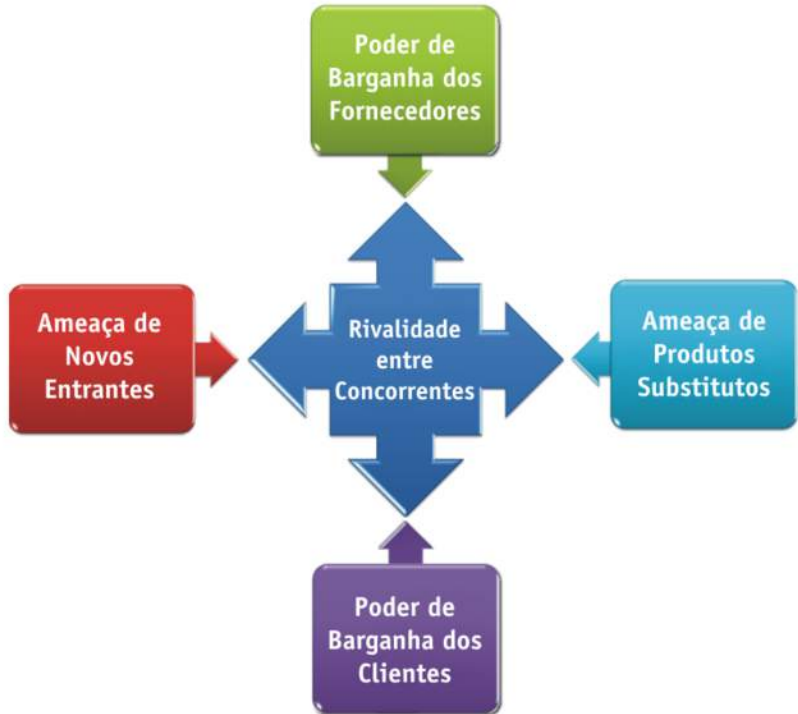 Poder de
Barganha dos
Fornecedores
Ameaça de
Novos
Entrantes
Rivalidade
entre
Concorrentes
Ameaça de
Produtos
Substitutos
Poder de
Barganha dos
Clientes